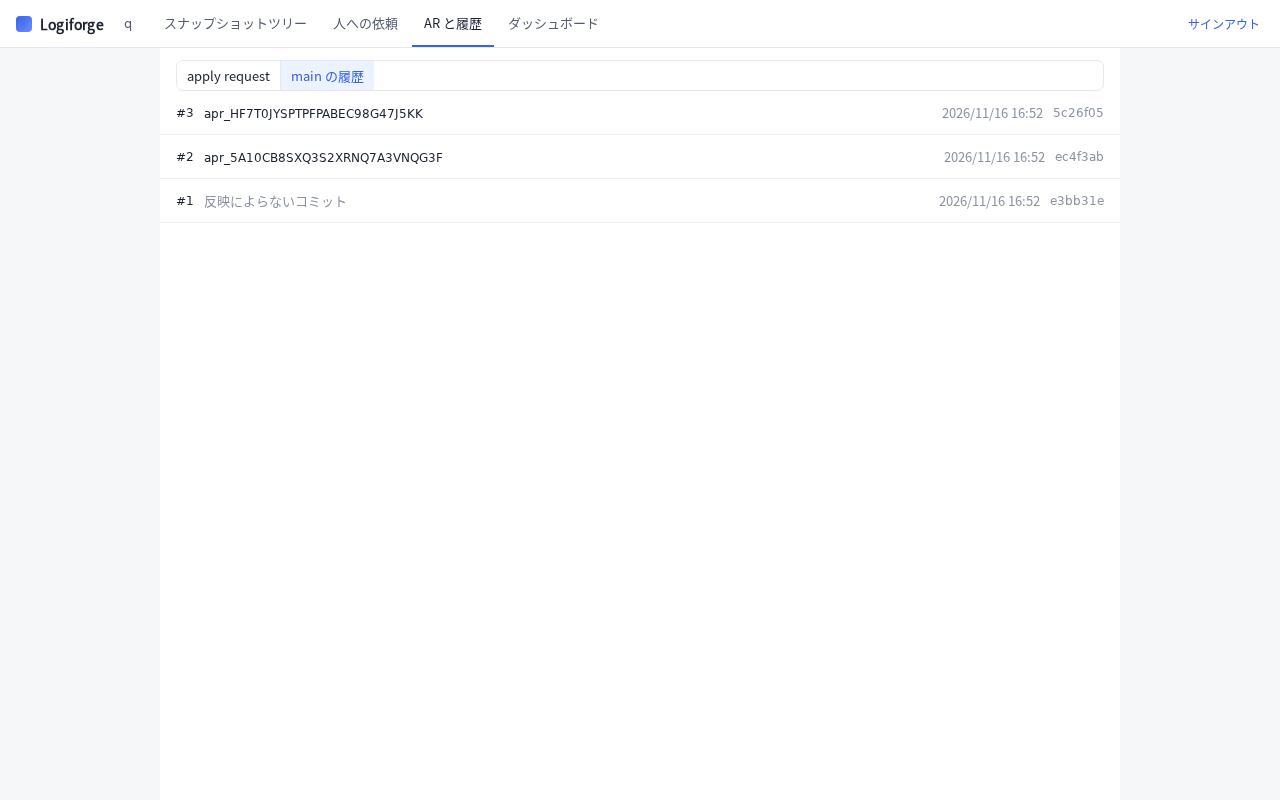 Logiforge q スナップショットツリー 人への依頼 AR と履歴 ダッシュボード サインアウト
apply request main の履歴
#3 apr_HF7T0JYSPTPFPABEC98G47J5KK 2026/11/16 16:52 5c26f05
#2 apr_5A10CB8SXQ3S2XRNQ7A3VNQG3F 2026/11/16 16:52 ec4f3ab
#1 反映によらないコミット 2026/11/16 16:52 e3bb31e